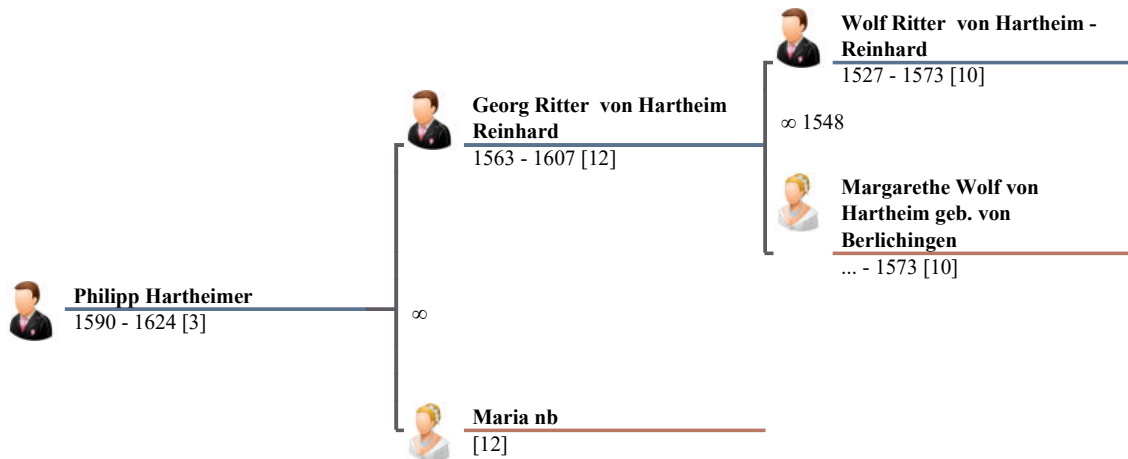 Wolf Ritter von Hartheim -
Reinhard
1527 - 1573 [10]
Georg Ritter von Hartheim
Reinhard
1563 - 1607 [12]
∞ 1548
Margarethe Wolf von
Hartheim geb. von
Berlichingen
... - 1573 [10]
Philipp Hartheimer
1590 - 1624 [3]
∞
Maria nb
[12]